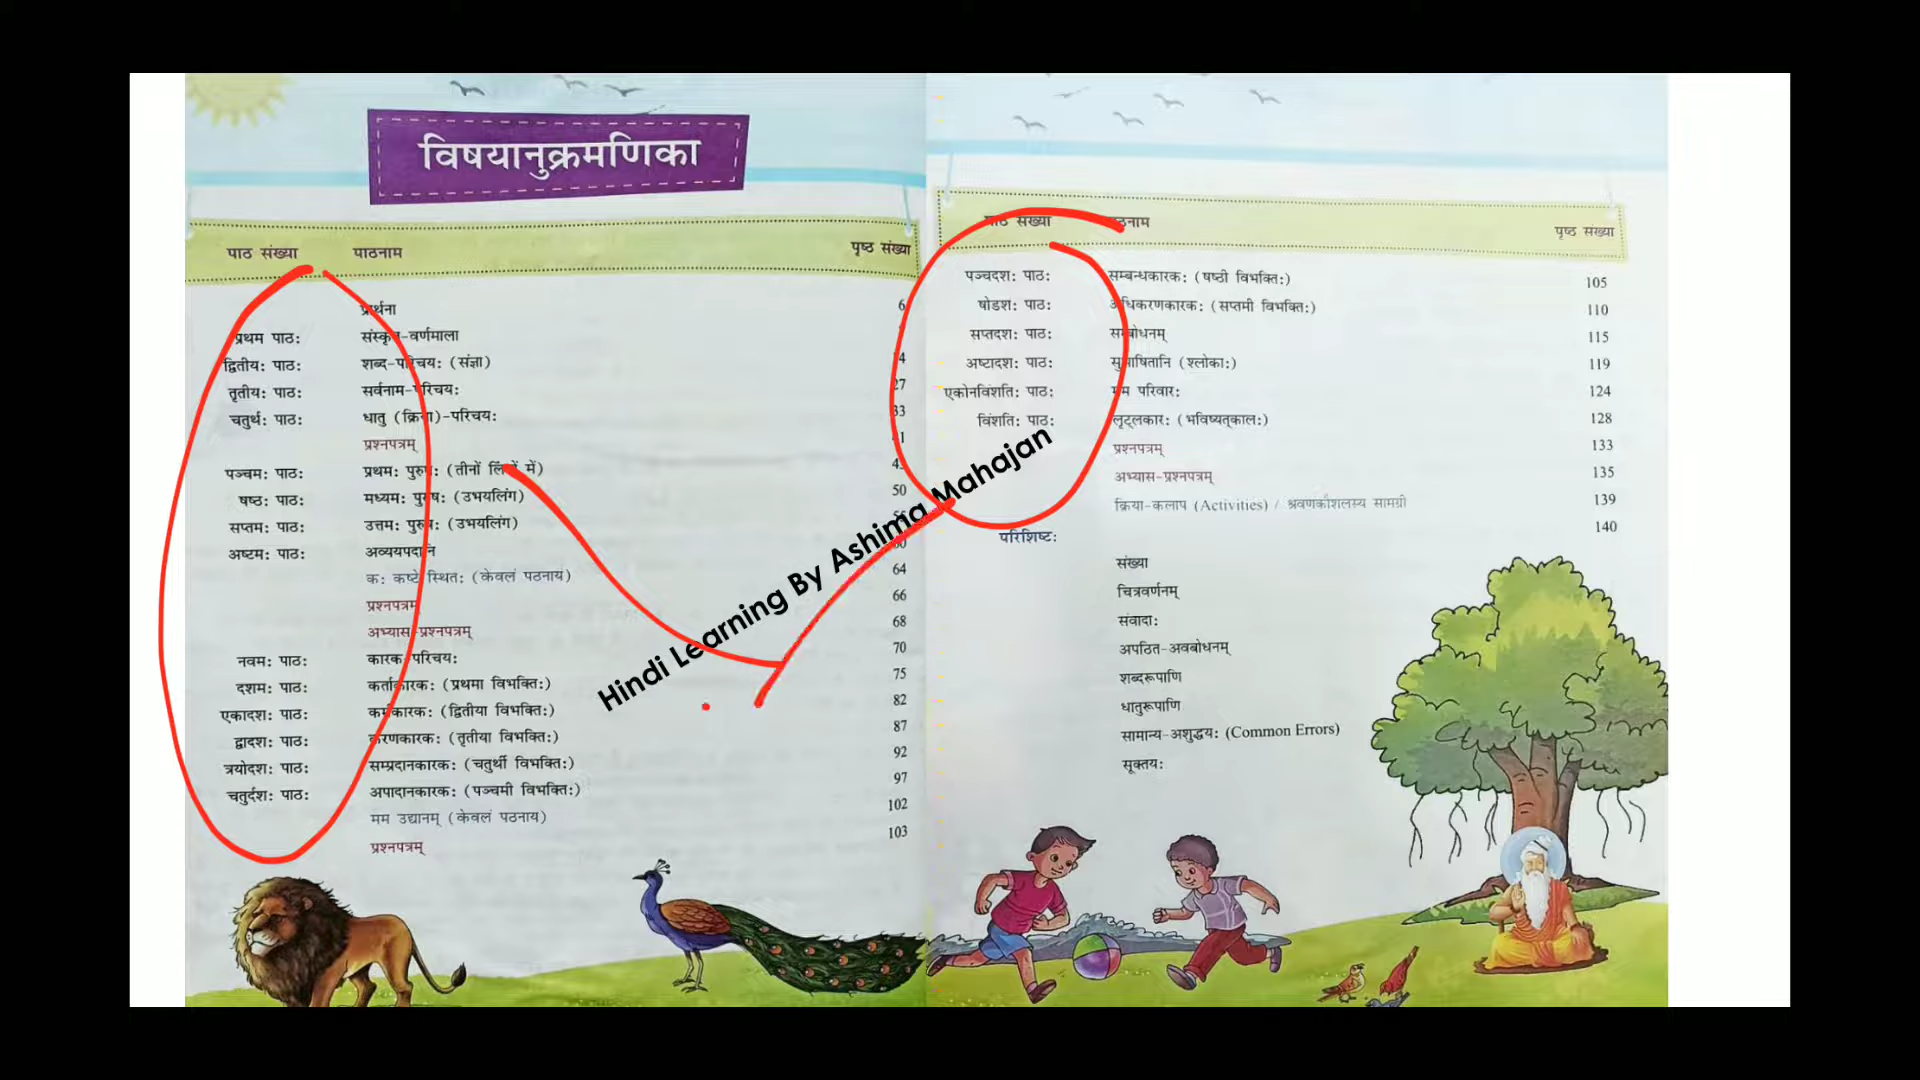 विषयानुक्रमणिका
पाठ संख्या पाठनाम पृष्ठ संख्या
प्रार्थना 6
प्रथम पाठ: संस्कृत-वर्णमाला
द्वितीय: पाठ: शब्द-परिचय: (संज्ञा)
तृतीय: पाठ: सर्वनाम-परिचय: 27
चतुर्थ: पाठ: धातु (क्रिया)-परिचय: 33
प्रश्नपत्रम्
पञ्चम: पाठ: प्रथम: पुरुष: (तीनों में)
षष्ठ: पाठ: मध्यम: पुरुष: (उभयलिंग) 50
सप्तम: पाठ: उत्तम: पुरुष: (उभयलिंग)
अष्टम: पाठ: अव्ययपदानि
क: कष्टे स्थित: (केवलं पठनाय) 64
प्रश्नपत्रम् 66
अभ्यास-प्रश्नपत्रम् 68
नवम: पाठ: कारक परिचय: 70
दशम: पाठ: कर्ताकारक: (प्रथमा विभक्ति:) 75
एकादश: पाठ: कर्मकारक: (द्वितीया विभक्ति:) 82
द्वादश: पाठ: करणकारक: (तृतीया विभक्ति:) 87
त्रयोदश: पाठ: सम्प्रदानकारक: (चतुर्थी विभक्ति:) 92
चतुर्दश: पाठ: अपादानकारक: (पञ्चमी विभक्ति:) 97
मम उद्यानम् (केवलं पठनाय) 102
प्रश्नपत्रम् 103
पाठ संख्या पाठनाम पृष्ठ संख्या
पञ्चदश: पाठ: सम्बन्धकारक: (षष्ठी विभक्ति:) 105
षोडश: पाठ: अधिकरणकारक: (सप्तमी विभक्ति:) 110
सप्तदश: पाठ: सम्बोधनम् 115
अष्टादश: पाठ: सुभाषितानि (श्लोका:) 119
एकोनविंशति: पाठ: मम परिवार: 124
विंशति: पाठ: लृट्लकार: (भविष्यत्काल:) 128
प्रश्नपत्रम् 133
अभ्यास-प्रश्नपत्रम् 135
क्रिया-कलाप (Activities) / श्रवणकौशलस्य सामग्री 139
परिशिष्ट: 140
संख्या
चित्रवर्णनम्
संवादा:
अपठित-अवबोधनम्
शब्दरूपाणि
धातुरूपाणि
सामान्य-अशुद्धय: (Common Errors)
सूक्तय:
Hindi Learning By Ashima Mahajan